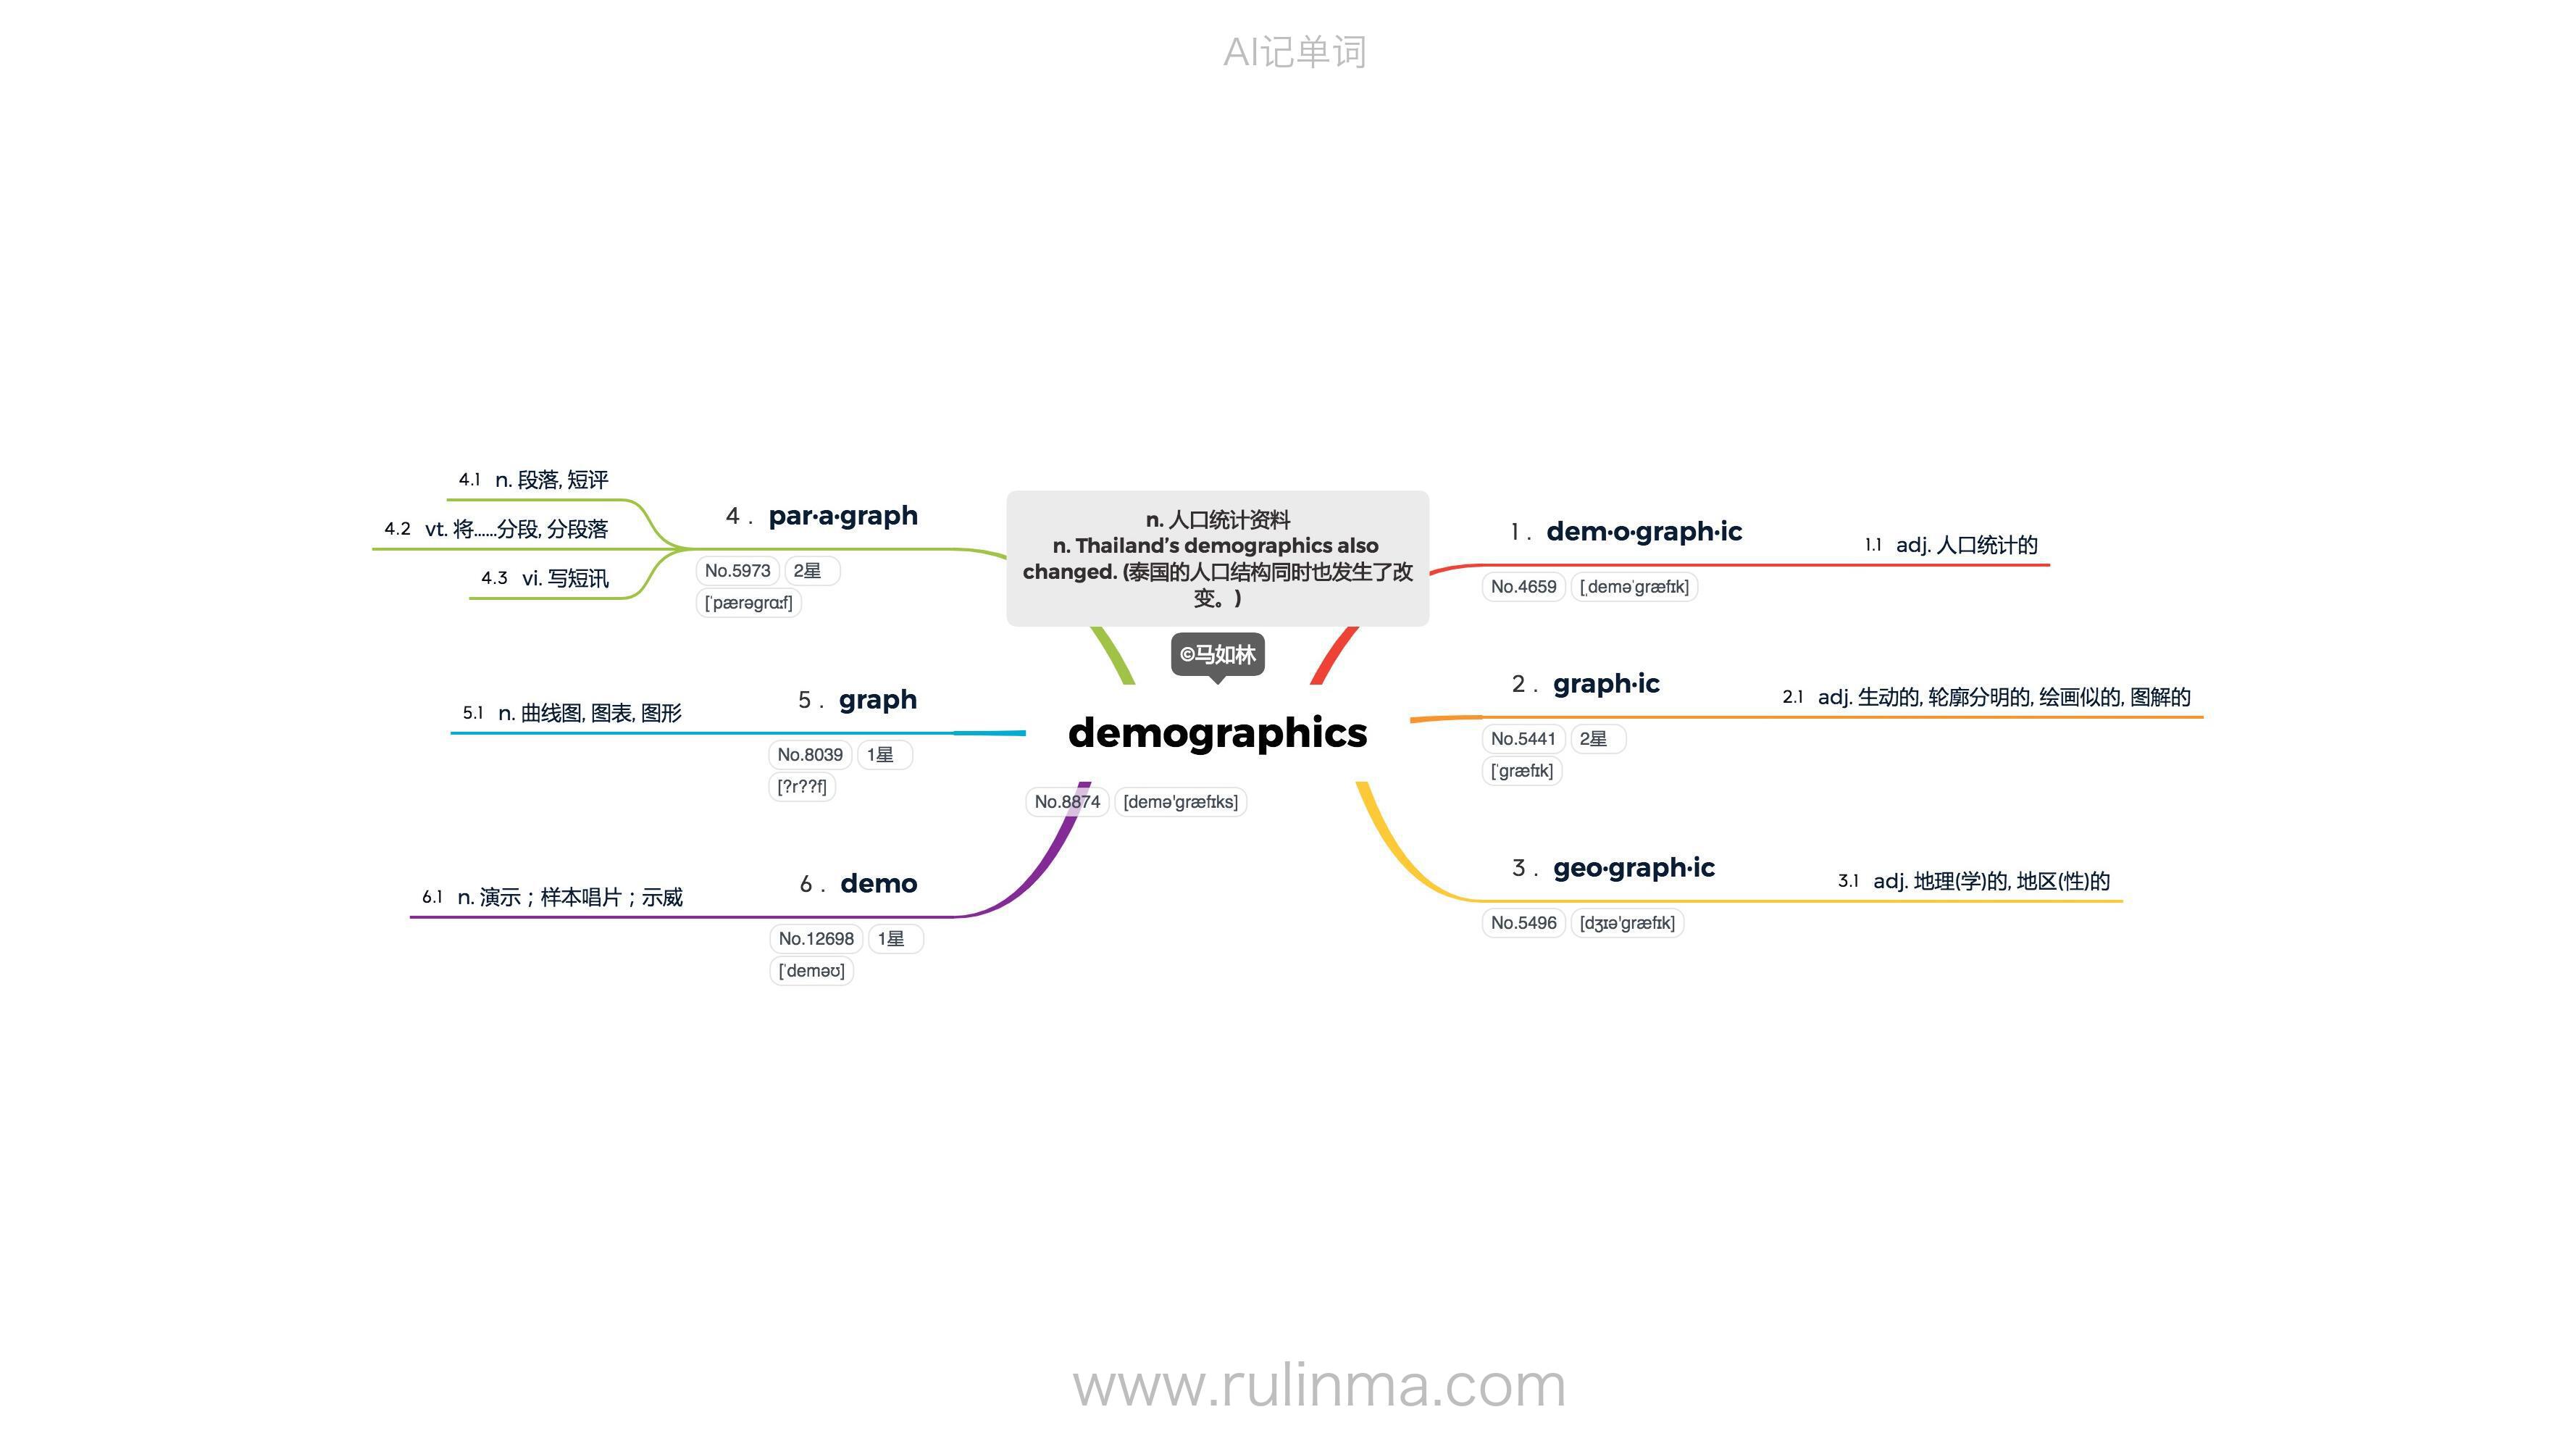 AI记单词
n. 人口统计资料
n. Thailand’s demographics also
changed. (泰国的人口结构同时也发生了改
变。)
©马如林
demographics
No.8874 [demə'græfɪks]
1 . dem·o·graph·ic
No.4659 [ˌdemə'græfɪk]
1.1 adj. 人口统计的
2 . graph·ic
No.5441 2星
['græfɪk]
2.1 adj. 生动的, 轮廓分明的, 绘画似的, 图解的
3 . geo·graph·ic
No.5496 [dʒɪə'græfɪk]
3.1 adj. 地理(学)的, 地区(性)的
4 . par·a·graph
No.5973 2星
['pærəgrɑːf]
4.1 n. 段落, 短评
4.2 vt. 将……分段, 分段落
4.3 vi. 写短讯
5 . graph
No.8039 1星
[?r??f]
5.1 n. 曲线图, 图表, 图形
6 . demo
No.12698 1星
['deməʊ]
6.1 n. 演示；样本唱片；示威
www.rulinma.com